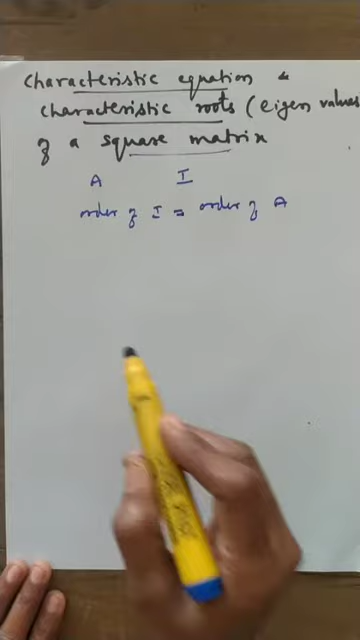 characteristic equation &
characteristic roots (eigen values
of a square matrix
A I
order of I = order of A